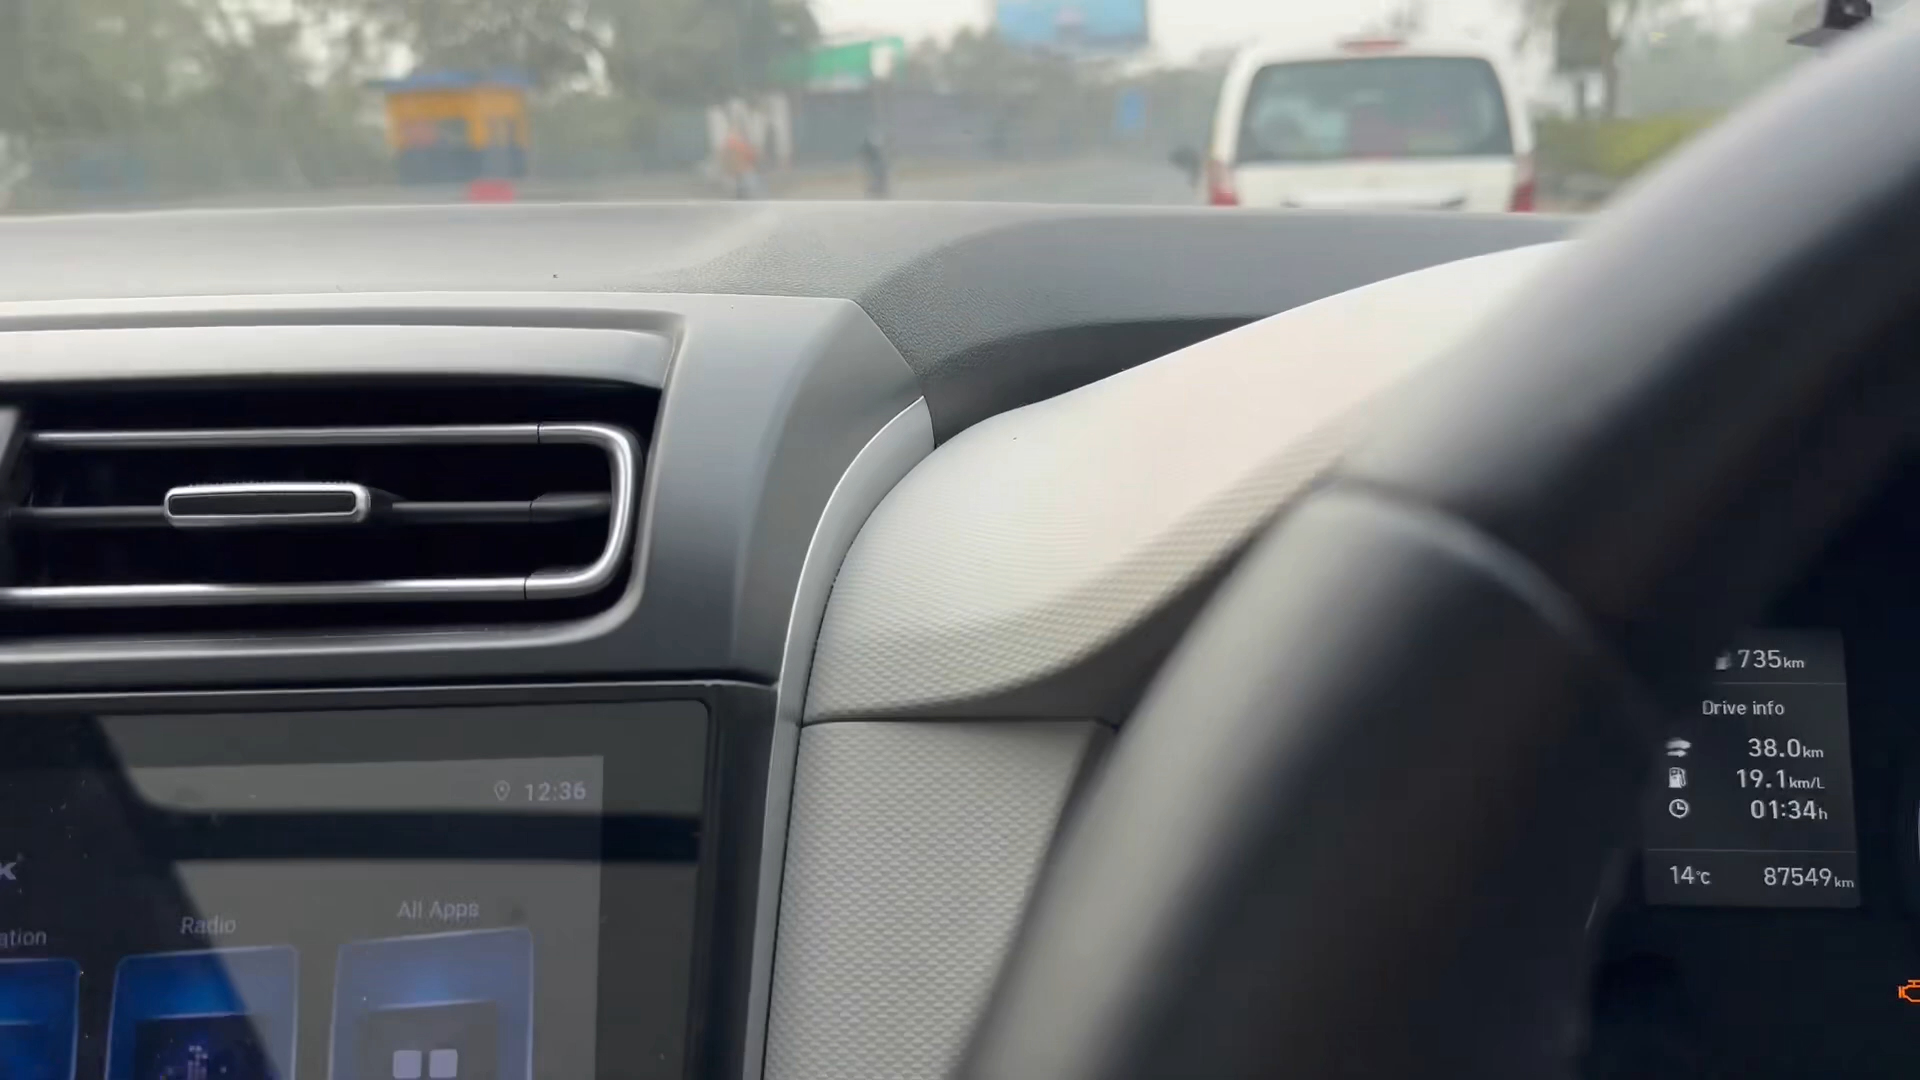 735km
Drive info
38.0km
19.1km/L
01:34h
14°C 87549km
12:36
K
ation Radio All Apps